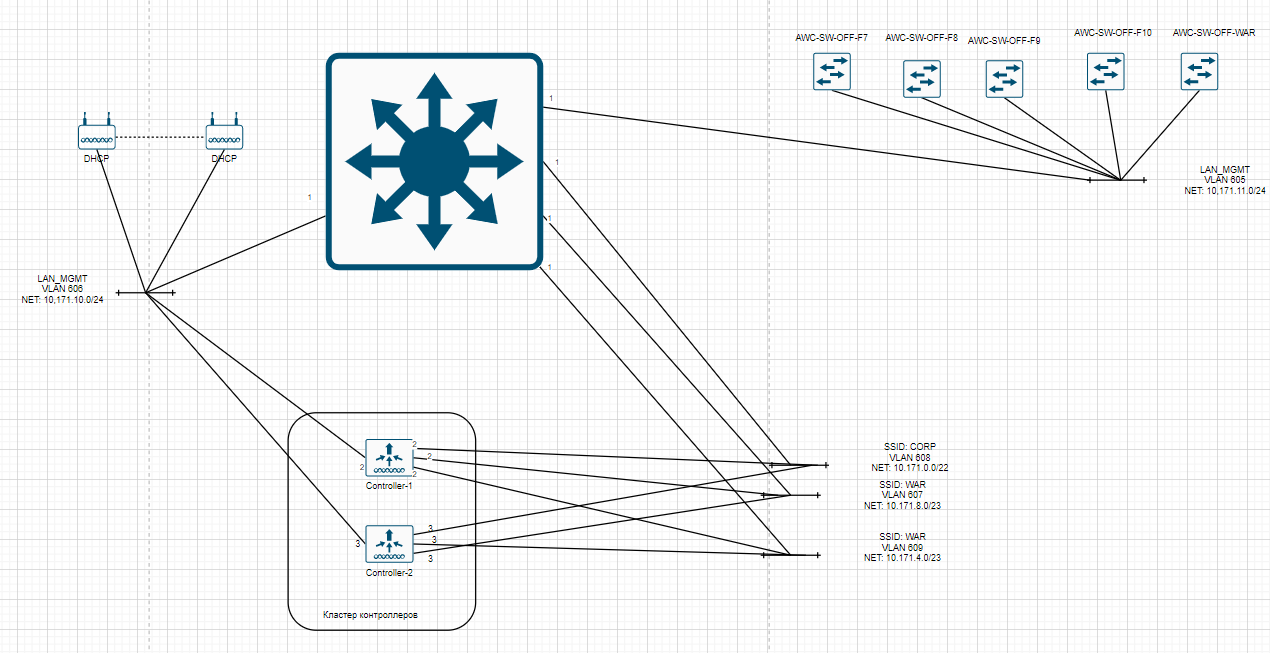 AWC-SW-OFF-F7
AWC-SW-OFF-F8
AWC-SW-OFF-F9
AWC-SW-OFF-F10
AWC-SW-OFF-WAR
1
DHCP
DHCP
1
LAN_MGMT
VLAN 605
NET: 10,171.11.0/24
1
1
1
LAN_MGMT
VLAN 606
NET: 10,171.10.0/24
2
2
2
2
Controller-1
3
3
3
3
Controller-2
Кластер контроллеров
SSID: CORP
VLAN 608
NET: 10.171.0.0/22
SSID: WAR
VLAN 607
NET: 10.171.8.0/23
SSID: WAR
VLAN 609
NET: 10.171.4.0/23